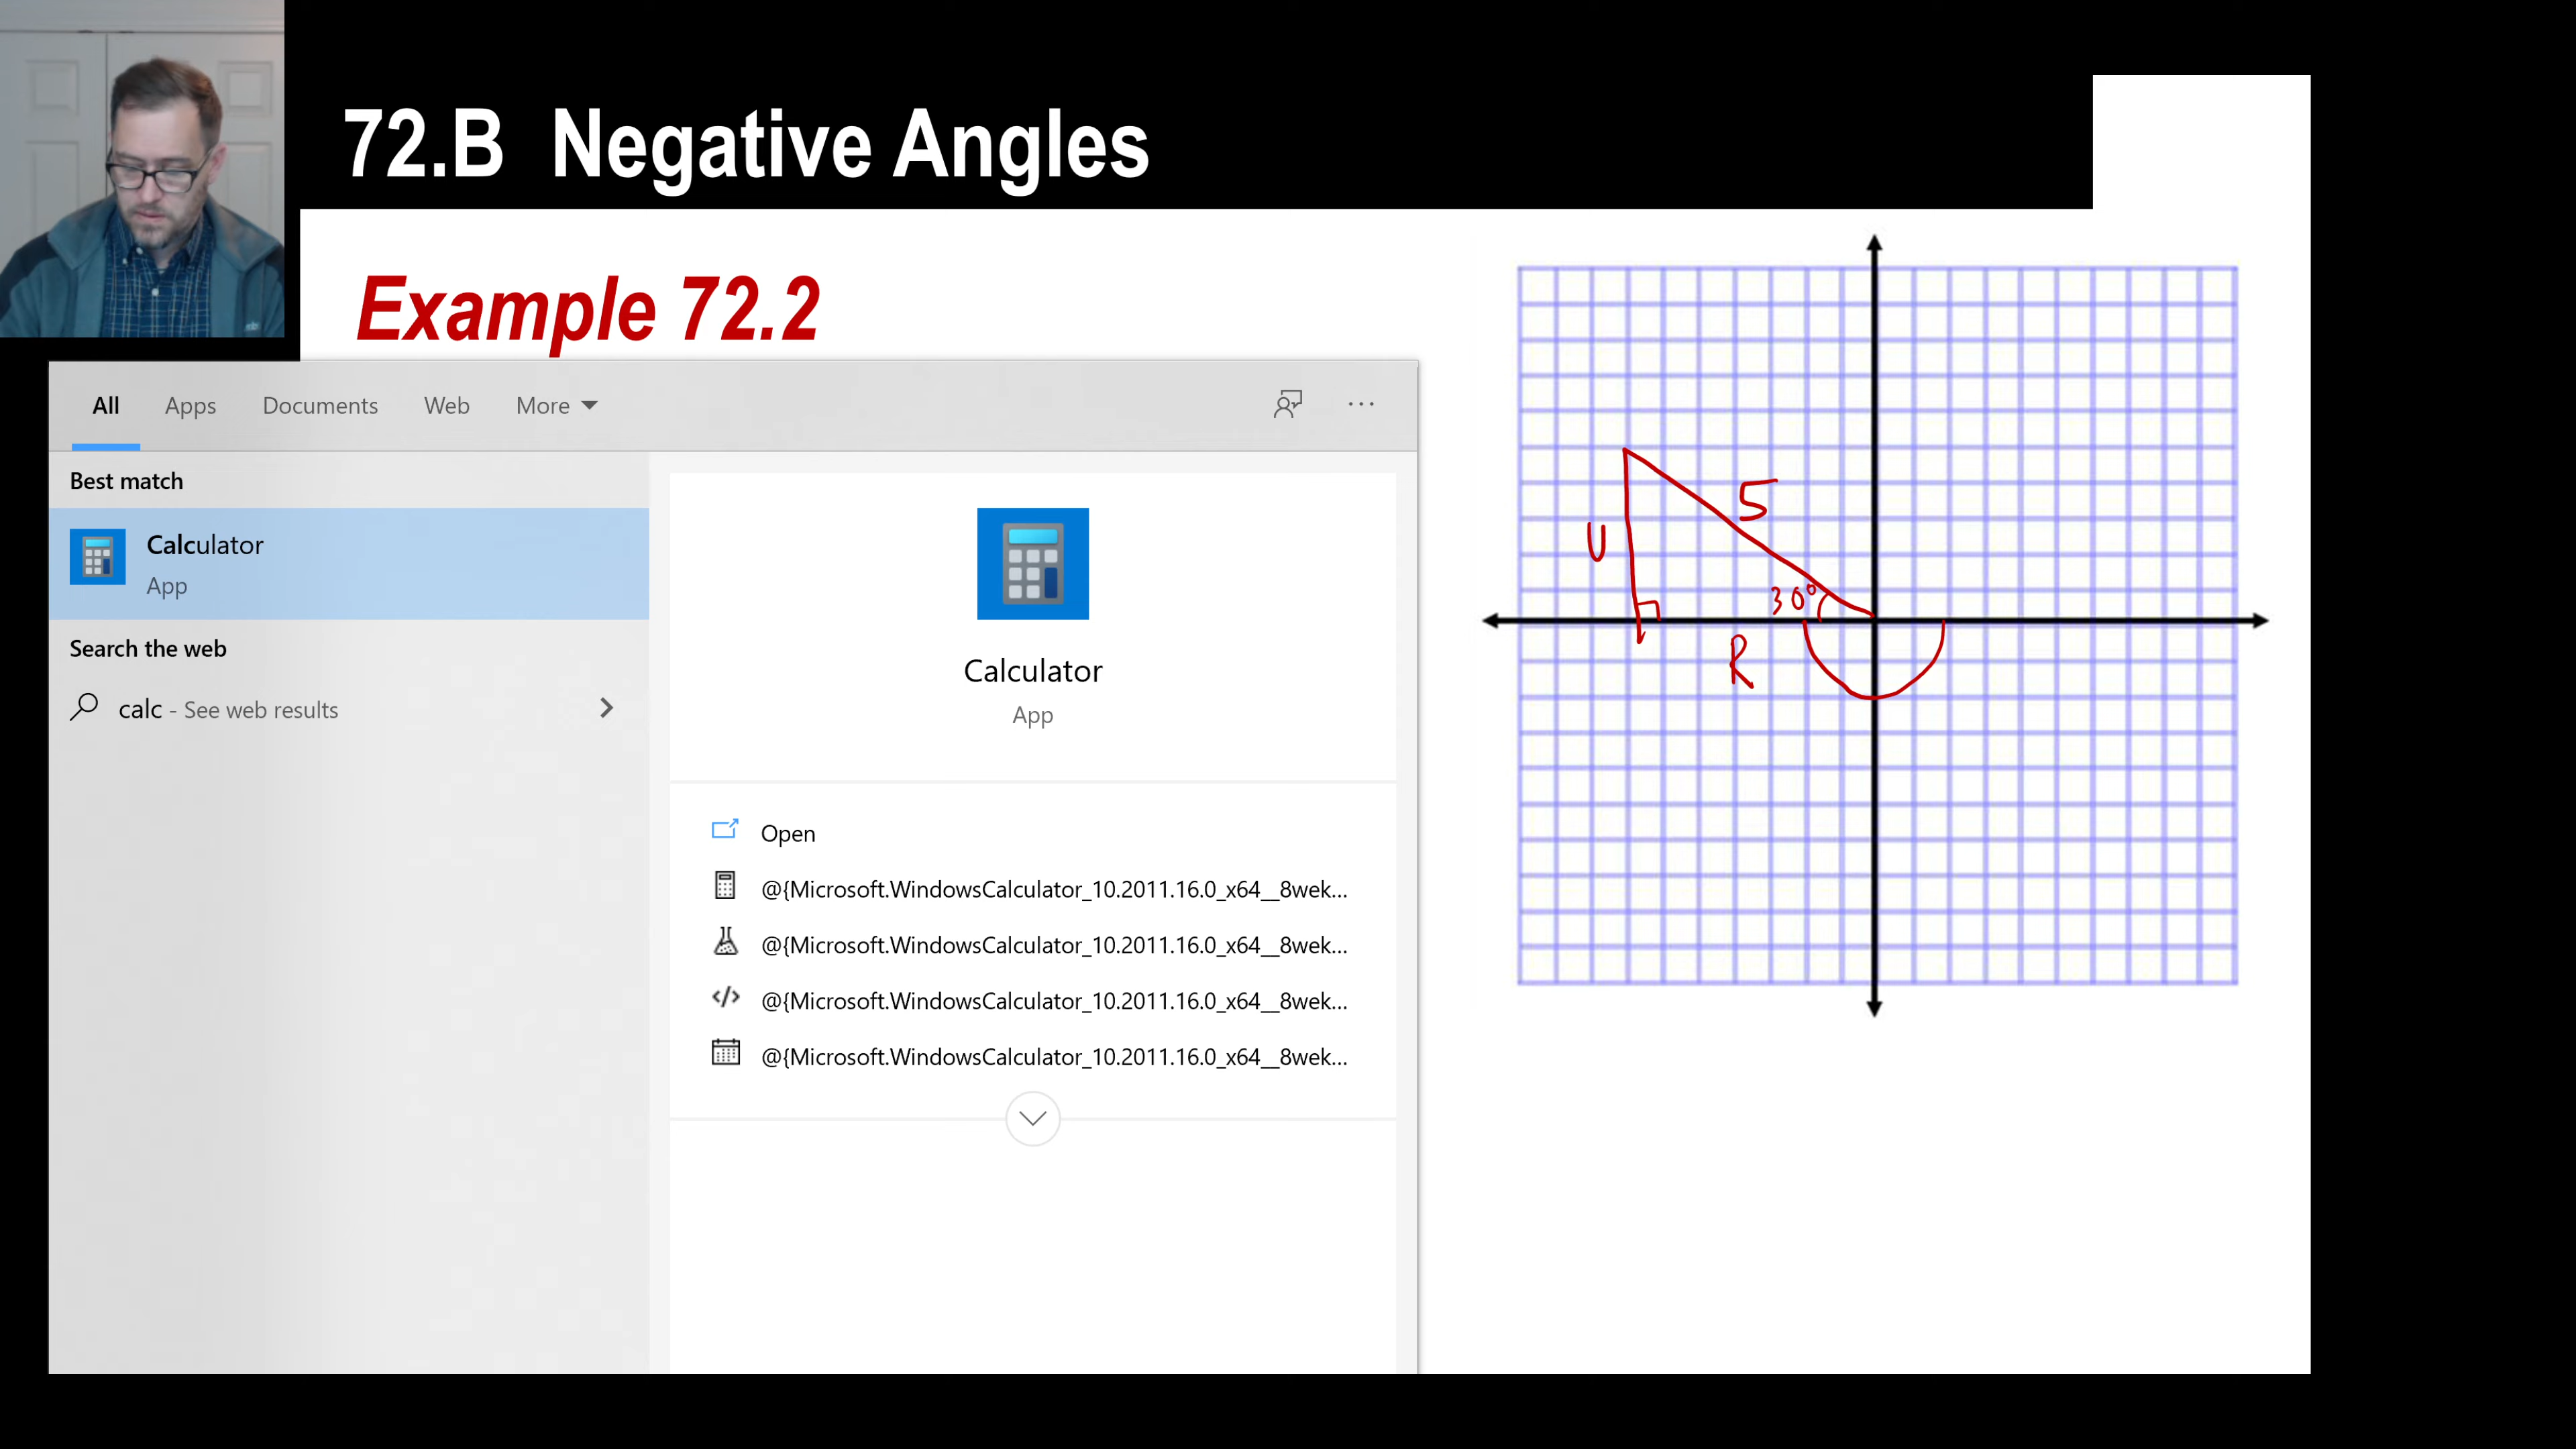 72.B Negative Angles
Example 72.2
All Apps Documents Web More
Best match
Calculator
App
Search the web
calc - See web results
Calculator
App
Open
@{Microsoft.WindowsCalculator_10.2011.16.0_x64__8wek...
@{Microsoft.WindowsCalculator_10.2011.16.0_x64__8wek...
@{Microsoft.WindowsCalculator_10.2011.16.0_x64__8wek...
@{Microsoft.WindowsCalculator_10.2011.16.0_x64__8wek...
5
U
30°
R